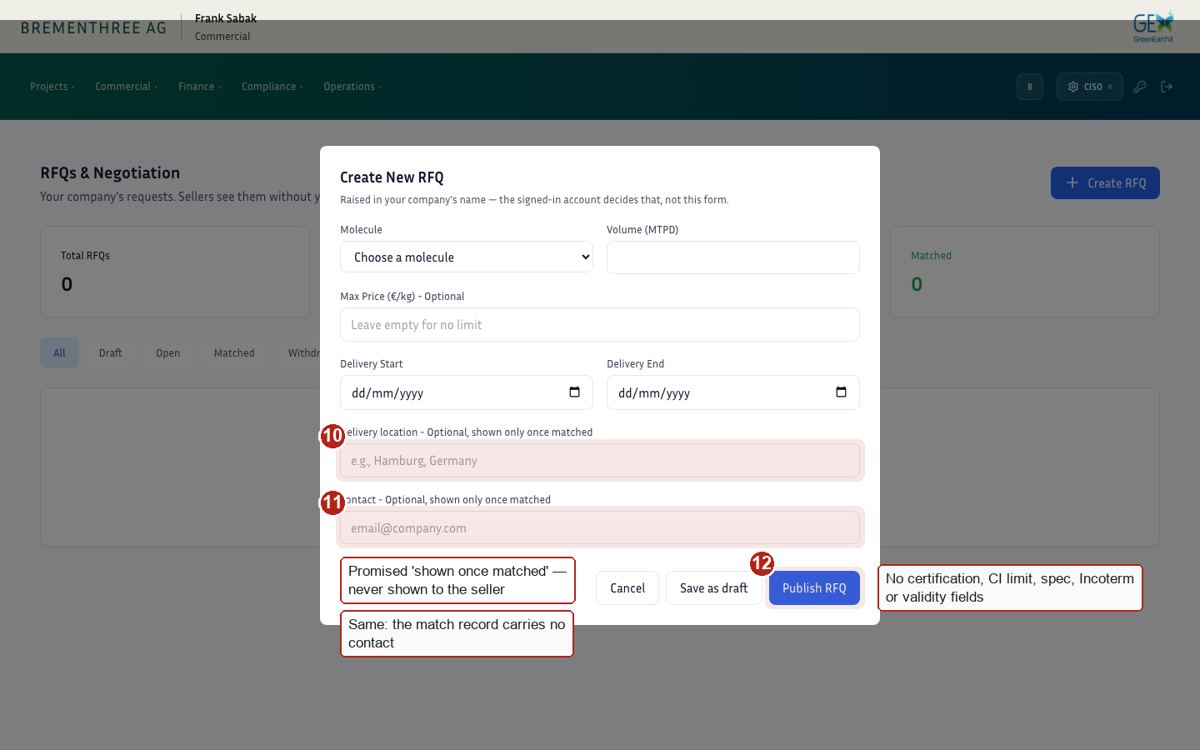 BREMENTHREE AG
Frank Sabak
Commercial
GEX
GreenEarthX
Projects
Commercial
Finance
Compliance
Operations
B
CISO
RFQs & Negotiation
Your company's requests. Sellers see them without y
Create RFQ
Total RFQs
0
Matched
0
All
Draft
Open
Matched
Withdr
Create New RFQ
Raised in your company's name — the signed-in account decides that, not this form.
Molecule
Volume (MTPD)
Choose a molecule
Max Price (€/kg) - Optional
Leave empty for no limit
Delivery Start
Delivery End
dd/mm/yyyy
dd/mm/yyyy
10
elivery location - Optional, shown only once matched
e.g., Hamburg, Germany
11
ontact - Optional, shown only once matched
email@company.com
12
Promised 'shown once matched' —
never shown to the seller
Cancel
Save as draft
Publish RFQ
No certification, CI limit, spec, Incoterm
or validity fields
Same: the match record carries no
contact